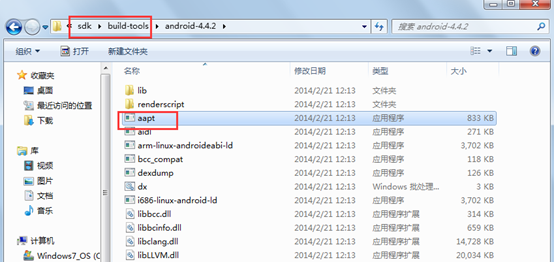 « sdk ▸ build-tools ▸ android-4.4.2
搜索 android-4.4.2
组织 打开 新建文件夹
收藏夹
桌面
最近访问的位置
下载
库
视频
图片
文档
音乐
计算机
Windows7_OS (C
名称 修改日期 类型 大小
lib 2014/2/21 12:13 文件夹
renderscript 2014/2/21 12:13 文件夹
aapt 2014/2/21 12:13 应用程序 833 KB
aidl 2014/2/21 12:13 应用程序 271 KB
arm-linux-androideabi-ld 2014/2/21 12:13 应用程序 3,702 KB
bcc_compat 2014/2/21 12:13 应用程序 118 KB
dexdump 2014/2/21 12:13 应用程序 126 KB
dx 2014/2/21 12:13 Windows 批处理... 3 KB
i686-linux-android-ld 2014/2/21 12:13 应用程序 3,702 KB
libbcc.dll 2014/2/21 12:13 应用程序扩展 314 KB
libbcinfo.dll 2014/2/21 12:13 应用程序扩展 659 KB
libclang.dll 2014/2/21 12:13 应用程序扩展 14,728 KB
libLLVM.dll 2014/2/21 12:13 应用程序扩展 20,034 KB